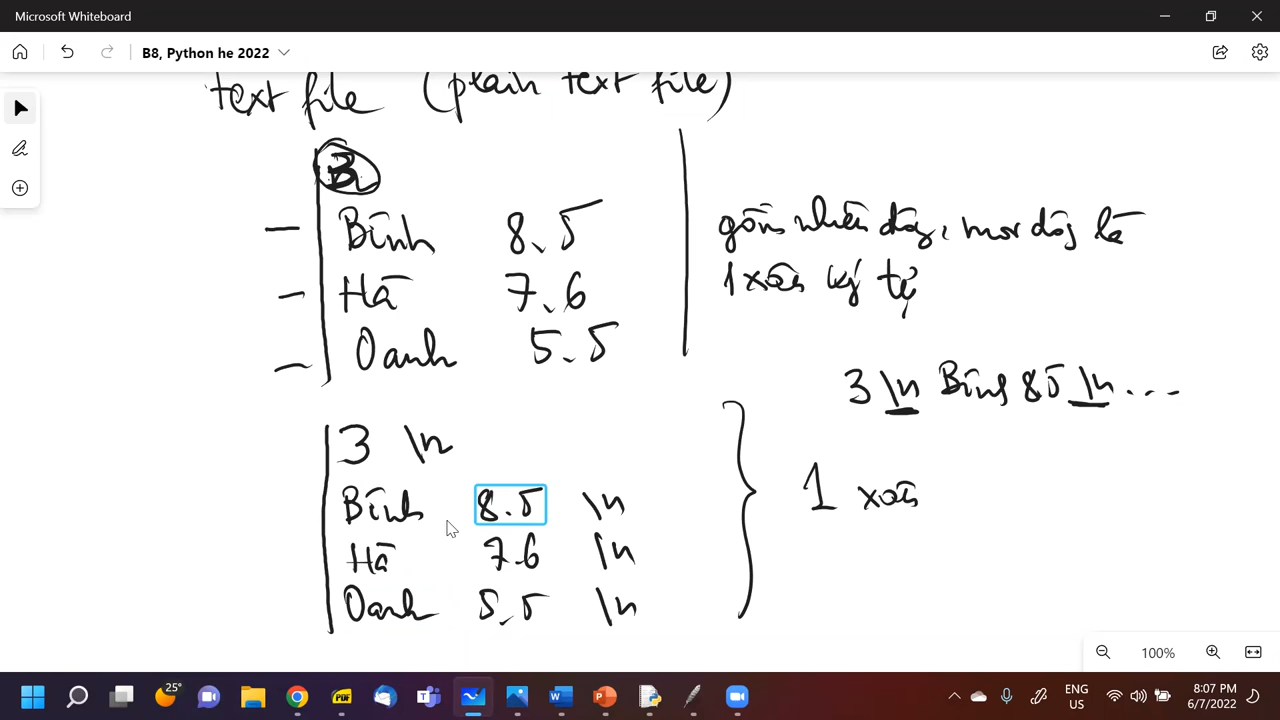 Microsoft Whiteboard
B8, Python he 2022
text file (plain text file)
3
Bình 8.5
Hà 7.6
Oanh 5.5
gồm nhiều dòng, mỗi dòng là
1 xâu ký tự
3 \n Bình 8.5 \n ...
3 \n
Bình 8.5 \n
Hà 7.6 \n
Oanh 5.5 \n
1 xâu
100%
25°
PDF
ENG
US
8:07 PM
6/7/2022